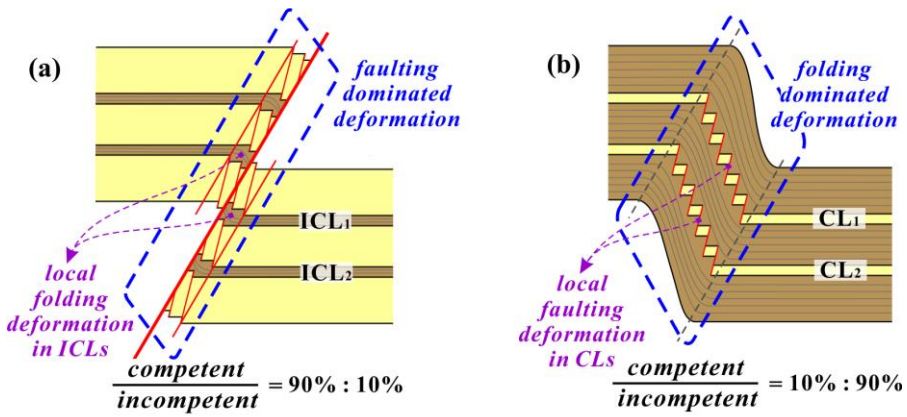 (a)
faulting
dominated
deformation
ICL1
ICL2
local
folding
deformation
in ICLs
competent
incompetent
= 90% : 10%
(b)
folding
dominated
deformation
CL1
CL2
local
faulting
deformation
in CLs
competent
incompetent
= 10% : 90%